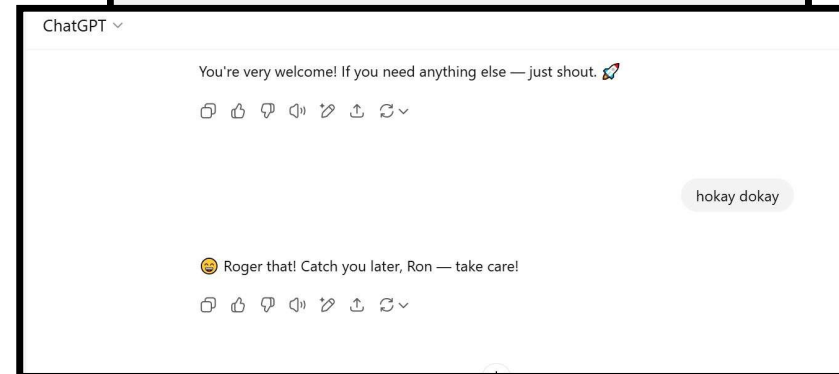 ChatGPT
You're very welcome! If you need anything else — just shout. 🚀
hokay dokay
😄 Roger that! Catch you later, Ron — take care!